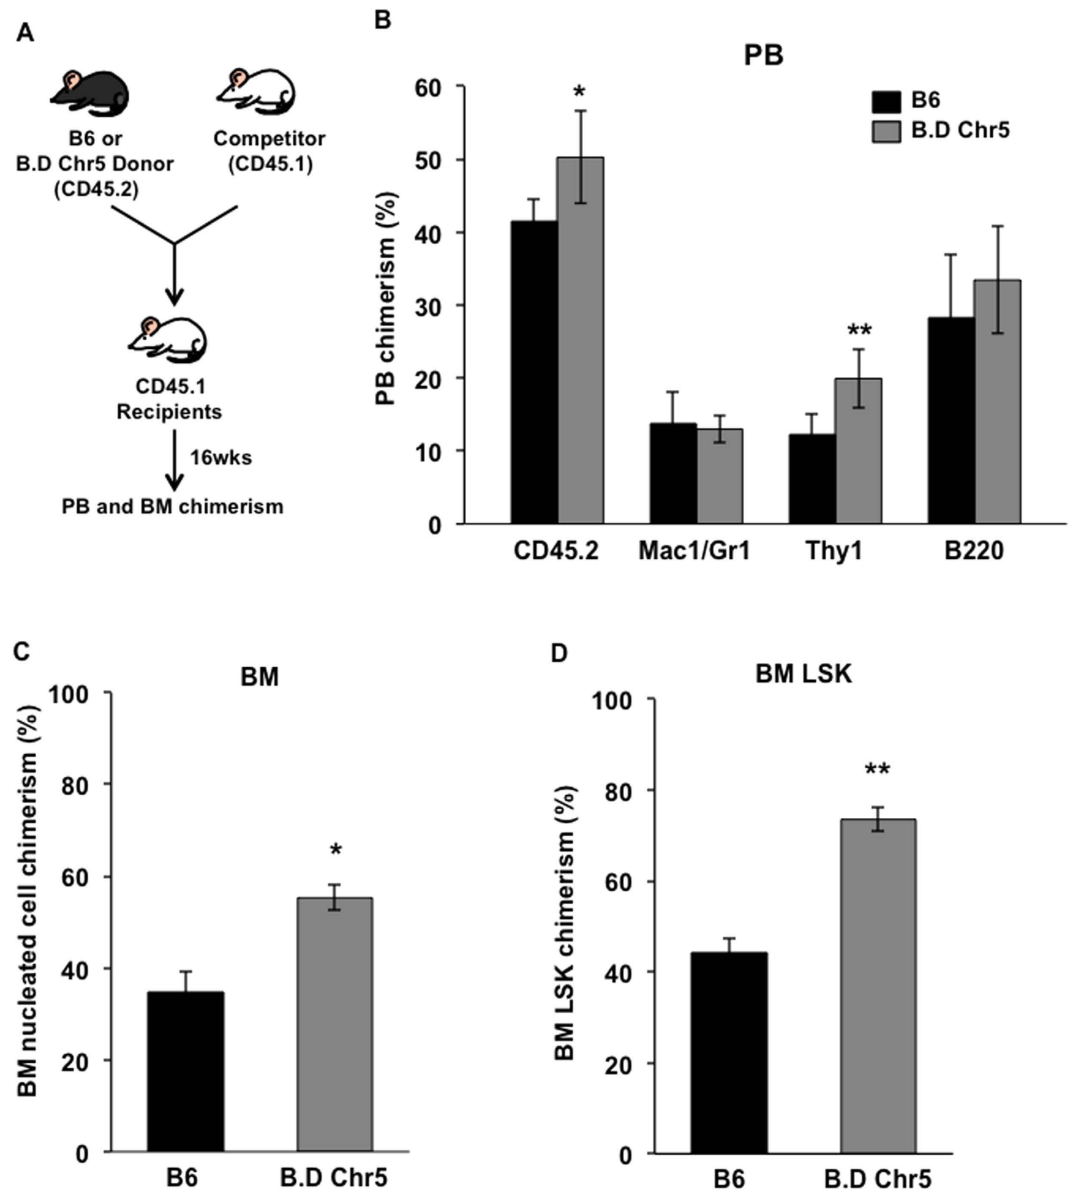 A
B6 or
B.D Chr5 Donor
(CD45.2)
Competitor
(CD45.1)
CD45.1
Recipients
16wks
PB and BM chimerism
B
PB
PB chimerism (%)
60
50
40
30
20
10
0
*
**
B6
B.D Chr5
CD45.2
Mac1/Gr1
Thy1
B220
C
BM
BM nucleated cell chimerism (%)
100
80
60
40
20
0
*
B6
B.D Chr5
D
BM LSK
BM LSK chimerism (%)
100
80
60
40
20
0
**
B6
B.D Chr5